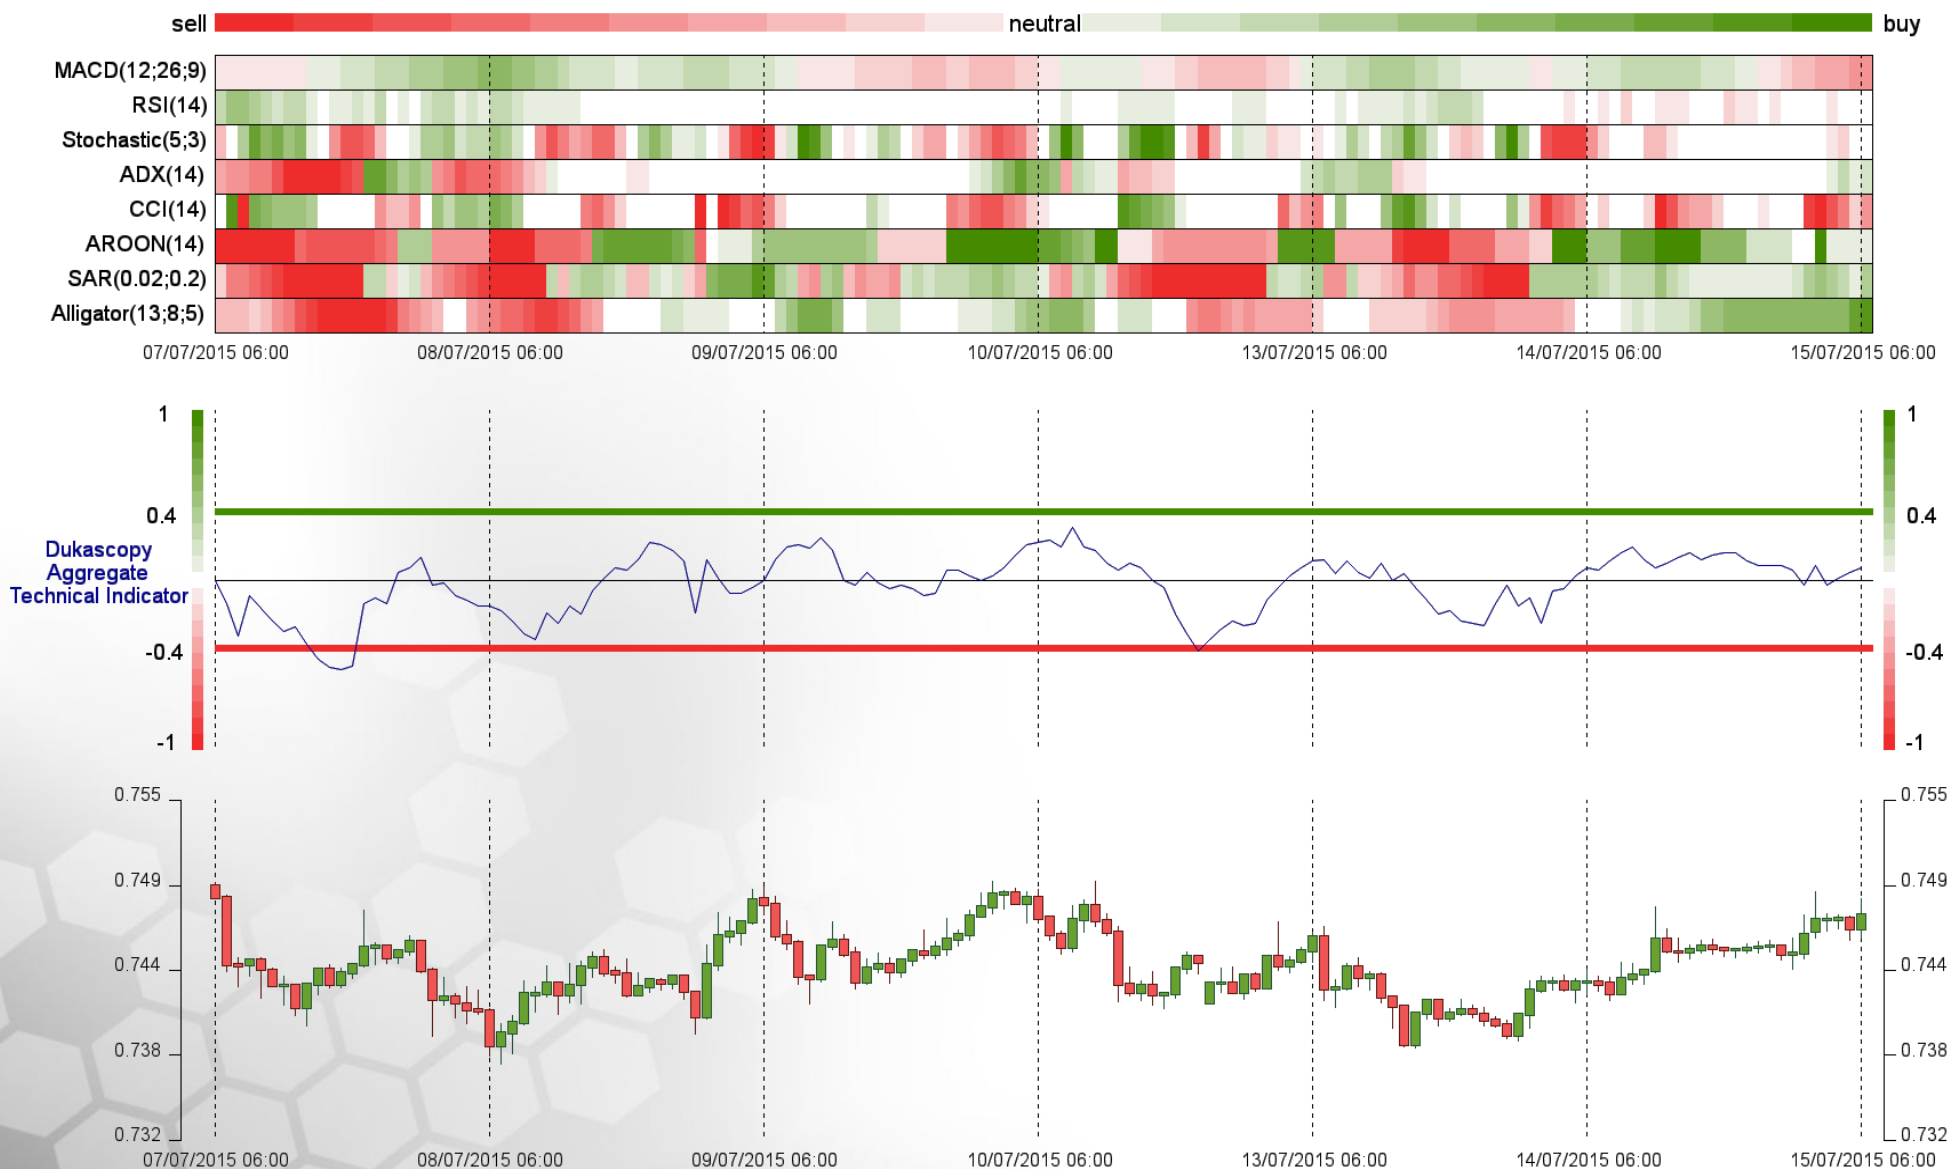 sell neutral buy
MACD(12;26;9)
RSI(14)
Stochastic(5;3)
ADX(14)
CCI(14)
AROON(14)
SAR(0.02;0.2)
Alligator(13;8;5)
07/07/2015 06:00 08/07/2015 06:00 09/07/2015 06:00 10/07/2015 06:00 13/07/2015 06:00 14/07/2015 06:00 15/07/2015 06:00
1 1
0.4 0.4
Dukascopy
Aggregate
Technical Indicator
-0.4 -0.4
-1 -1
0.755 0.755
0.749 0.749
0.744 0.744
0.738 0.738
0.732 0.732
07/07/2015 06:00 08/07/2015 06:00 09/07/2015 06:00 10/07/2015 06:00 13/07/2015 06:00 14/07/2015 06:00 15/07/2015 06:00